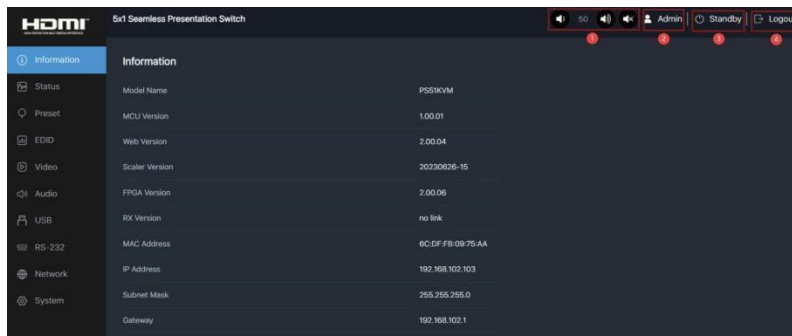 HDMI
5x1 Seamless Presentation Switch
50
Admin
Standby
Logou
1
2
3
4
Information
Status
Preset
EDID
Video
Audio
USB
RS-232
Network
System
Information
Model Name PS51KVM
MCU Version 1.00.01
Web Version 2.00.04
Scaler Version 20230626-15
FPGA Version 2.00.06
RX Version no link
MAC Address 6C:DF:FB:09:75:AA
IP Address 192.168.102.103
Subnet Mask 255.255.255.0
Gateway 192.168.102.1